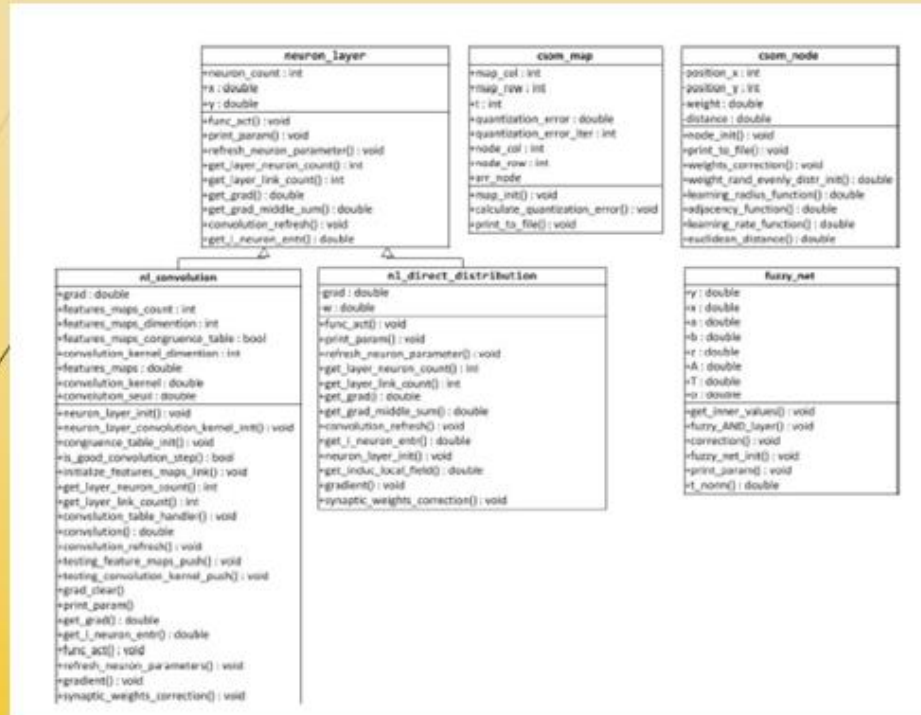 neuron_layer
+neuron_count : int
+x : double
+y : double
+func_act() : void
+print_param() : void
+refresh_neuron_parameter() : void
+get_layer_neuron_count() : int
+get_layer_link_count() : int
+get_grad() : double
+get_grad_middle_sum() : double
+convolution_refresh() : void
+get_i_neuron_entr() : double
csom_map
+map_col : int
+map_row : int
+t : int
+quantization_error : double
+quantization_error_iter : int
+node_col : int
+node_row : int
+arr_node
+map_init() : void
+calculate_quantization_error() : void
+print_to_file() : void
csom_node
-position_x : int
-position_y : int
-weight : double
-distance : double
+node_init() : void
+print_to_file() : void
+weights_correction() : void
+weight_rand_evenly_distr_init() : double
+learning_radius_function() : double
+adjacency_function() : double
+learning_rate_function() : double
+euclidean_distance() : double
nl_convolution
+grad : double
+features_maps_count : int
+features_maps_dimention : int
+features_maps_congruence_table : bool
+convolution_kernel_dimention : int
+features_maps : double
+convolution_kernel : double
+convolution_seuil : double
+neuron_layer_init() : void
+neuron_layer_convolution_kernel_init() : void
+congruence_table_init() : void
+is_good_convolution_step() : bool
+initialize_features_maps_link() : void
+get_layer_neuron_count() : int
+get_layer_link_count() : int
+convolution_table_handler() : void
+convolution() : double
+convolution_refresh() : void
+testing_feature_maps_push() : void
+testing_convolution_kernel_push() : void
+grad_clear()
+print_param()
+get_grad() : double
+get_i_neuron_entr() : double
+func_act() : void
+refresh_neuron_parameters() : void
+gradient() : void
+synaptic_weights_correction() : void
nl_direct_distribution
-grad : double
-w : double
+func_act() : void
+print_param() : void
+refresh_neuron_parameter() : void
+get_layer_neuron_count() : int
+get_layer_link_count() : int
+get_grad() : double
+get_grad_middle_sum() : double
+convolution_refresh() : void
+get_i_neuron_entr() : double
+neuron_layer_init() : void
+get_induc_local_field() : double
+gradient() : void
+synaptic_weights_correction() : void
fuzzy_net
+y : double
+x : double
+a : double
+b : double
+r : double
+A : double
+T : double
+o : double
+get_inner_values() : void
+fuzzy_AND_layer() : void
+correction() : void
+fuzzy_net_init() : void
+print_param() : void
+t_norm() : double